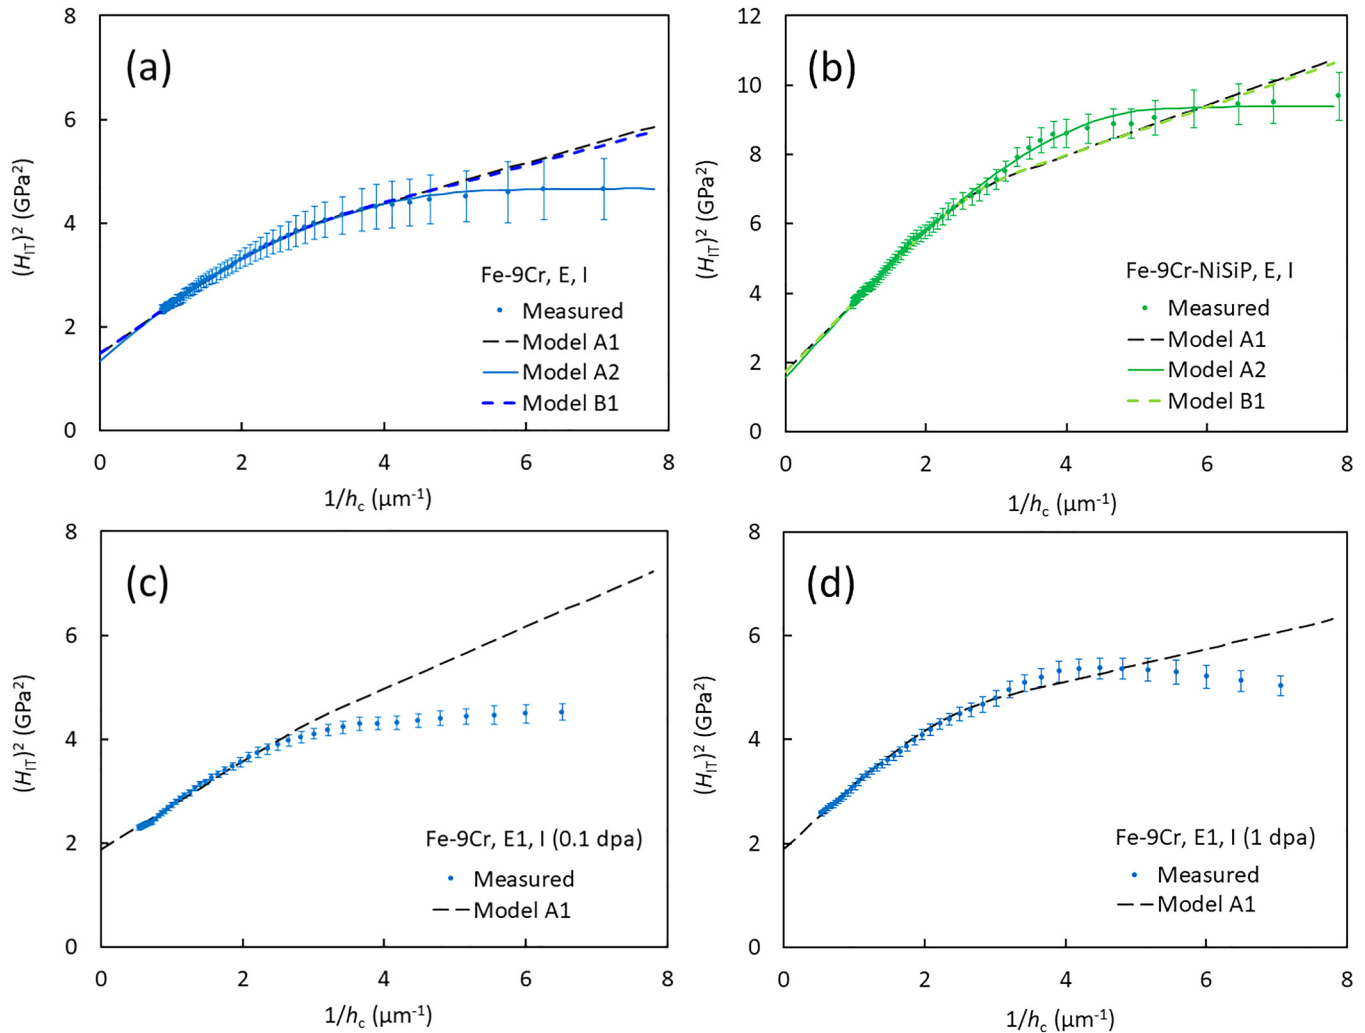 (a)
8
6
4
2
0
(H_IT)² (GPa²)
0 2 4 6 8
1/h_c (µm⁻¹)
Fe-9Cr, E, I
Measured
Model A1
Model A2
Model B1
(b)
12
10
8
6
4
2
0
(H_IT)² (GPa²)
0 2 4 6 8
1/h_c (µm⁻¹)
Fe-9Cr-NiSiP, E, I
Measured
Model A1
Model A2
Model B1
(c)
8
6
4
2
0
(H_IT)² (GPa²)
0 2 4 6 8
1/h_c (µm⁻¹)
Fe-9Cr, E1, I (0.1 dpa)
Measured
Model A1
(d)
8
6
4
2
0
(H_IT)² (GPa²)
0 2 4 6 8
1/h_c (µm⁻¹)
Fe-9Cr, E1, I (1 dpa)
Measured
Model A1